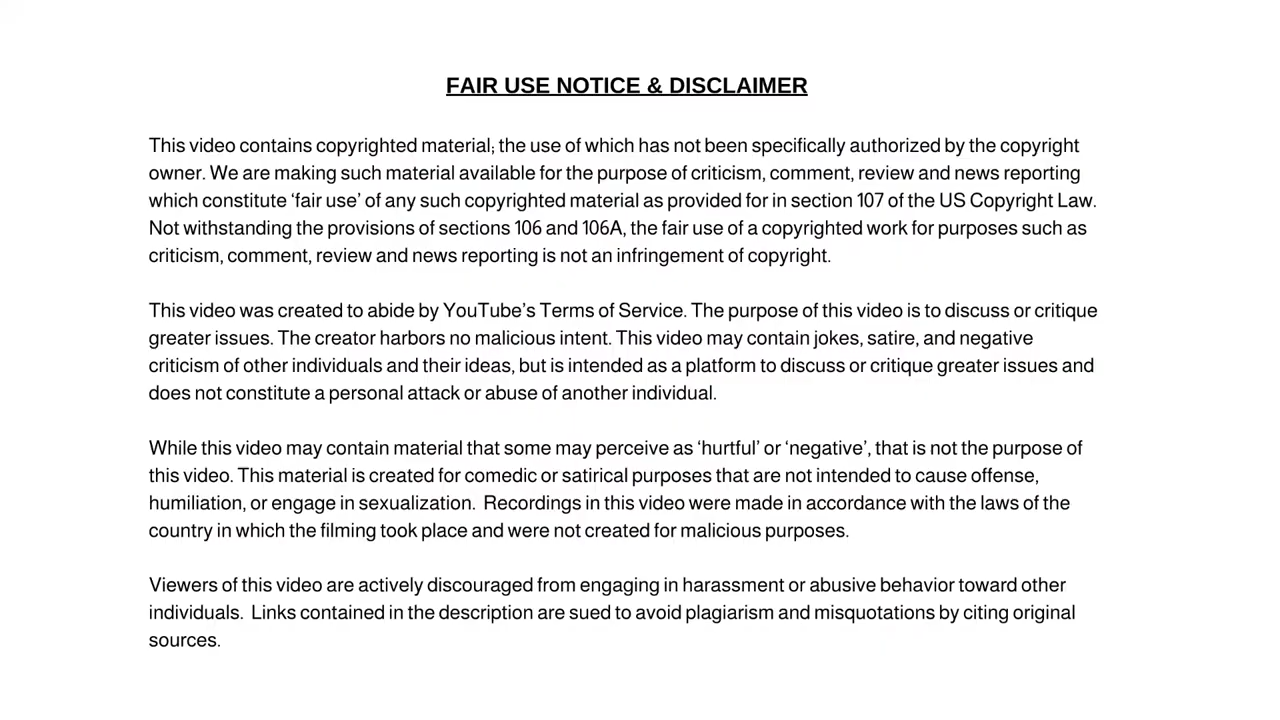 FAIR USE NOTICE & DISCLAIMER
This video contains copyrighted material; the use of which has not been specifically authorized by the copyright
owner. We are making such material available for the purpose of criticism, comment, review and news reporting
which constitute ‘fair use’ of any such copyrighted material as provided for in section 107 of the US Copyright Law.
Not withstanding the provisions of sections 106 and 106A, the fair use of a copyrighted work for purposes such as
criticism, comment, review and news reporting is not an infringement of copyright.
This video was created to abide by YouTube’s Terms of Service. The purpose of this video is to discuss or critique
greater issues. The creator harbors no malicious intent. This video may contain jokes, satire, and negative
criticism of other individuals and their ideas, but is intended as a platform to discuss or critique greater issues and
does not constitute a personal attack or abuse of another individual.
While this video may contain material that some may perceive as ‘hurtful’ or ‘negative’, that is not the purpose of
this video. This material is created for comedic or satirical purposes that are not intended to cause offense,
humiliation, or engage in sexualization.  Recordings in this video were made in accordance with the laws of the
country in which the filming took place and were not created for malicious purposes.
Viewers of this video are actively discouraged from engaging in harassment or abusive behavior toward other
individuals.  Links contained in the description are sued to avoid plagiarism and misquotations by citing original
sources.